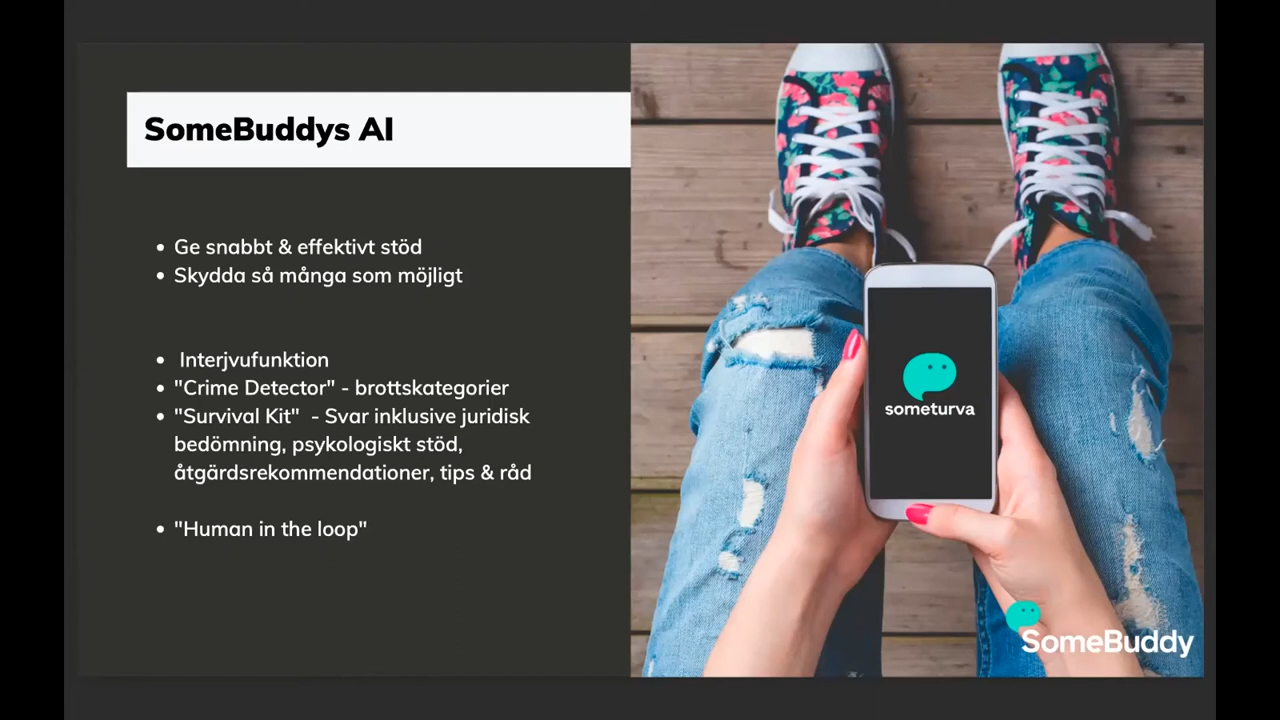 SomeBuddys AI
• Ge snabbt & effektivt stöd
• Skydda så många som möjligt
• Interjvufunktion
• "Crime Detector" - brottskategorier
• "Survival Kit"  - Svar inklusive juridisk
bedömning, psykologiskt stöd,
åtgärdsrekommendationer, tips & råd
• "Human in the loop"
someturva
SomeBuddy